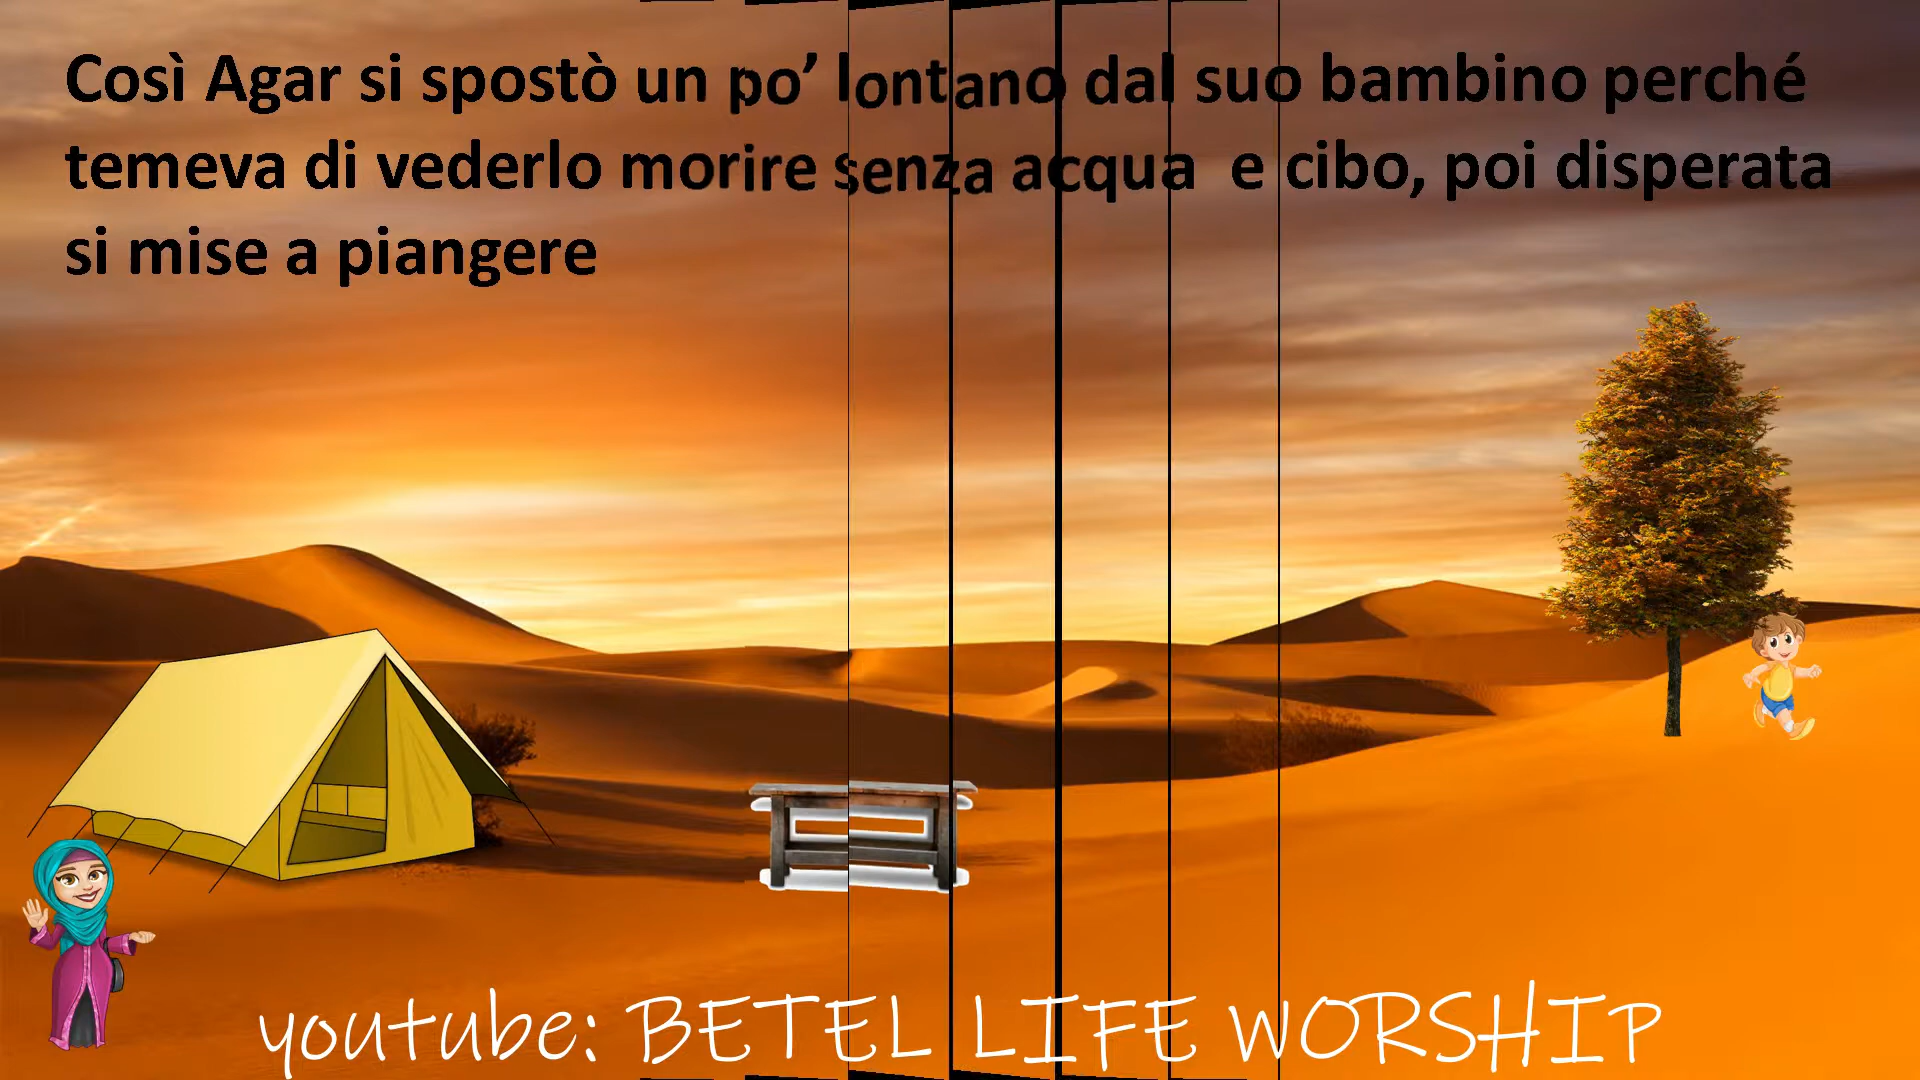 Così Agar si spostò un po’ lontano dal suo bambino perché
temeva di vederlo morire senza acqua e cibo, poi disperata
si mise a piangere
youtube: BETEL LIFE WORSHIP